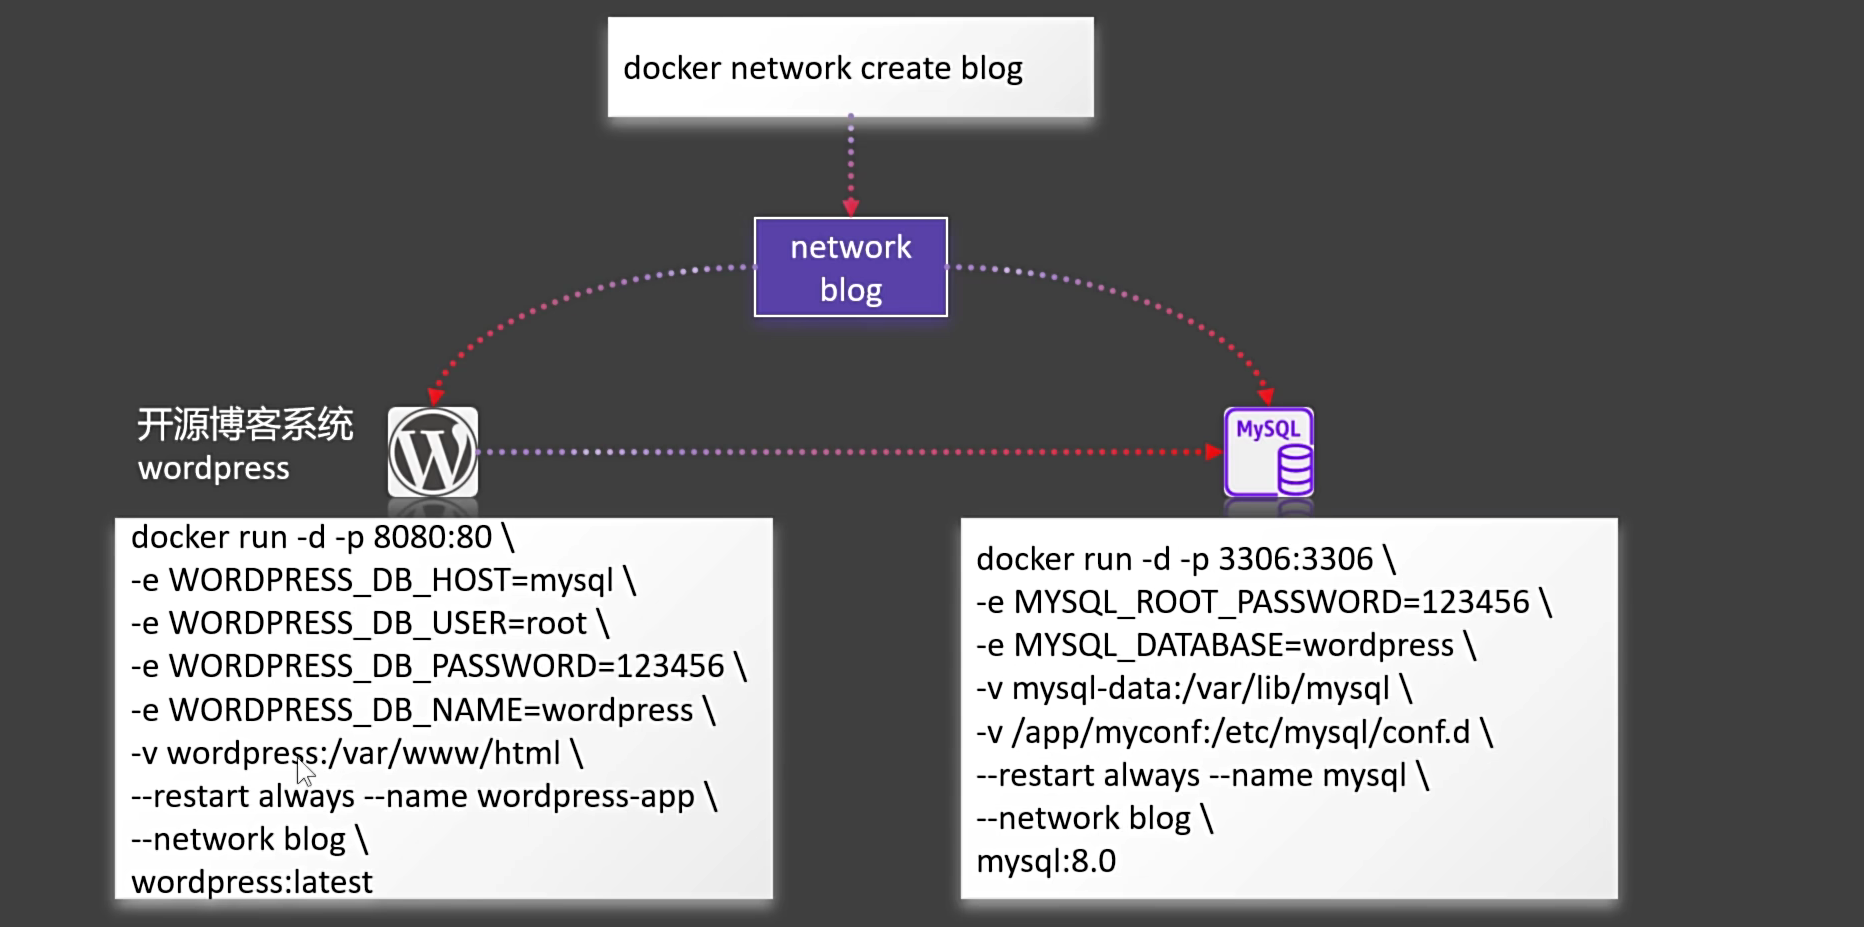 docker network create blog
network
blog
开源博客系统
wordpress
W
MySQL
docker run -d -p 8080:80 \
-e WORDPRESS_DB_HOST=mysql \
-e WORDPRESS_DB_USER=root \
-e WORDPRESS_DB_PASSWORD=123456 \
-e WORDPRESS_DB_NAME=wordpress \
-v wordpress:/var/www/html \
--restart always --name wordpress-app \
--network blog \
wordpress:latest
docker run -d -p 3306:3306 \
-e MYSQL_ROOT_PASSWORD=123456 \
-e MYSQL_DATABASE=wordpress \
-v mysql-data:/var/lib/mysql \
-v /app/myconf:/etc/mysql/conf.d \
--restart always --name mysql \
--network blog \
mysql:8.0